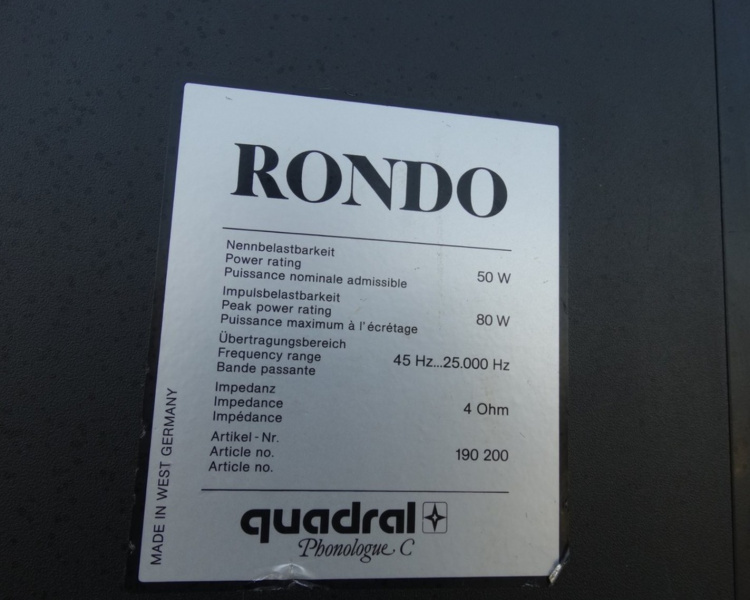 RONDO
Nennbelastbarkeit
Power rating
Puissance nominale admissible 50 W
Impulsbelastbarkeit
Peak power rating
Puissance maximum à l'écrétage 80 W
Übertragungsbereich
Frequency range
Bande passante 45 Hz...25.000 Hz
Impedanz
Impedance
Impédance 4 Ohm
Artikel-Nr.
Article no.
Article no. 190 200
quadral
Phonologue C
MADE IN WEST GERMANY